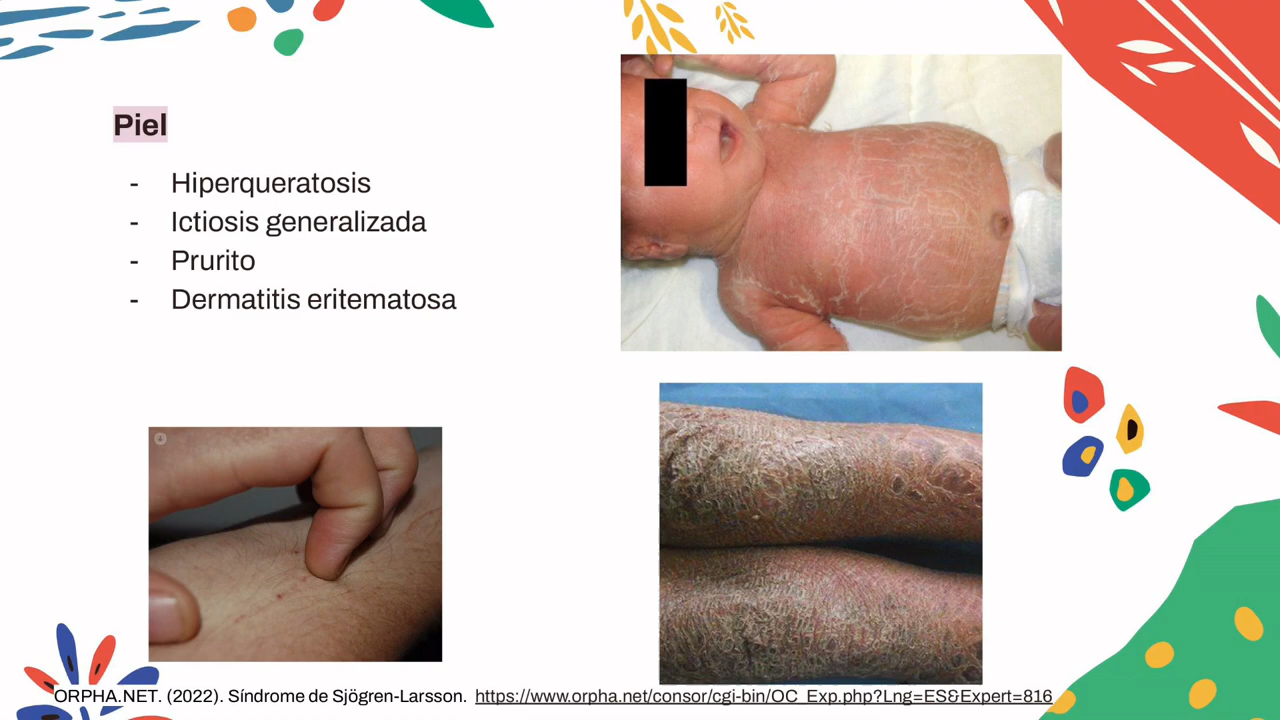 Piel
- Hiperqueratosis
- Ictiosis generalizada
- Prurito
- Dermatitis eritematosa
ORPHA.NET. (2022). Síndrome de Sjögren-Larsson. https://www.orpha.net/consor/cgi-bin/OC_Exp.php?Lng=ES&Expert=816